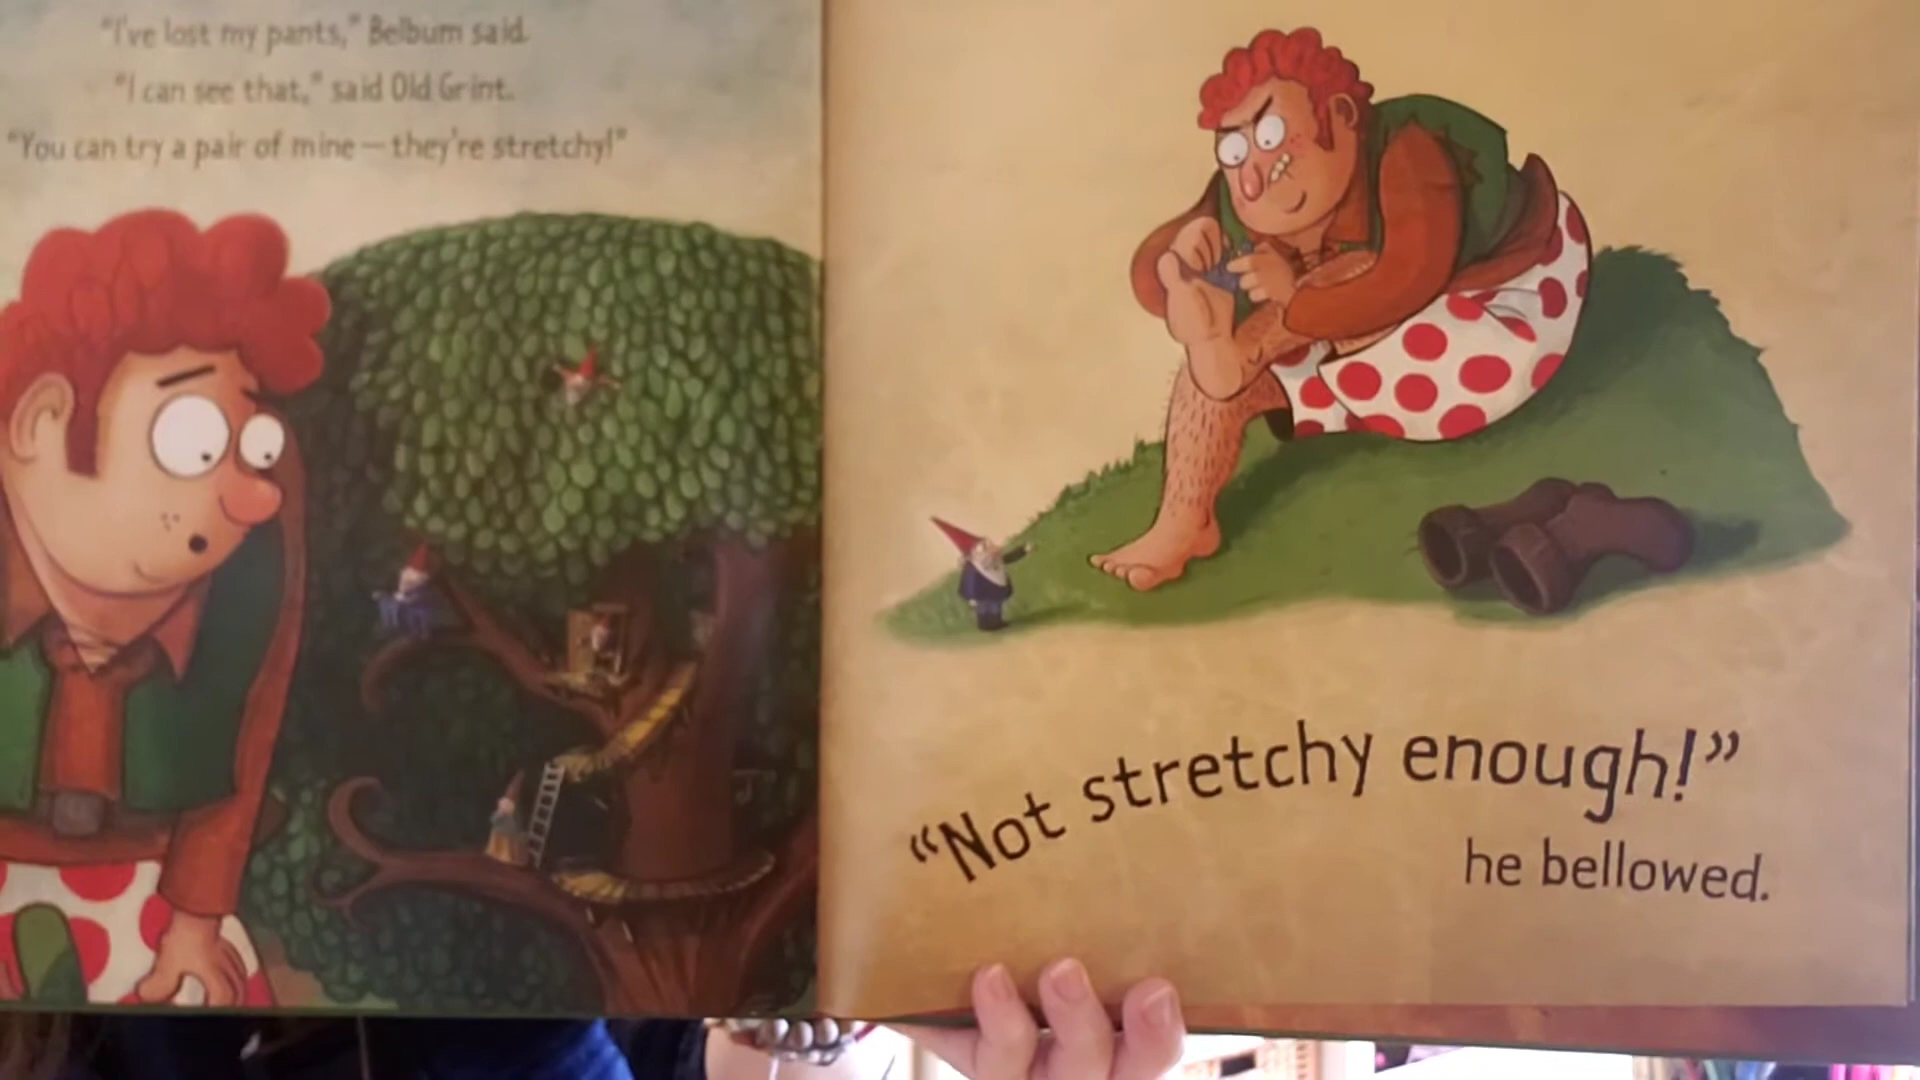 "I've lost my pants," Belbum said.
"I can see that," said Old Grint.
"You can try a pair of mine—they're stretchy!"
"Not stretchy enough!"
he bellowed.